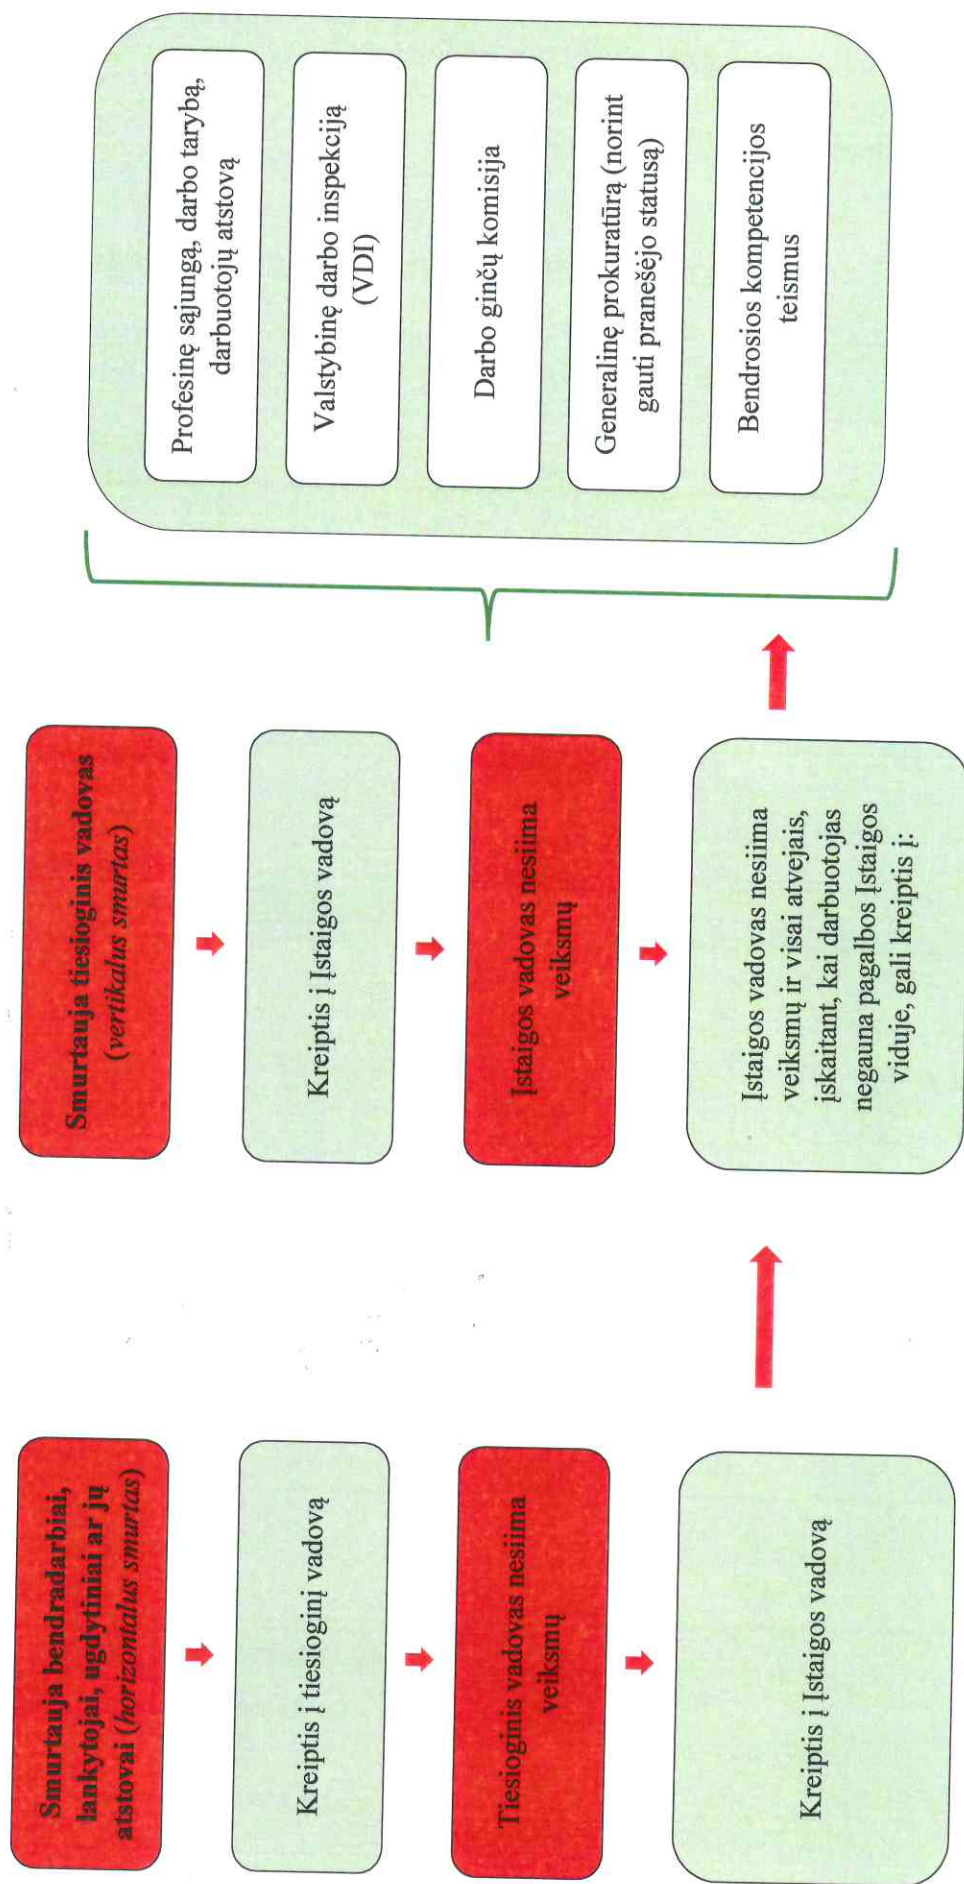 Smurtauja bendradarbiai,
lankytojai, ugdytiniai ar jų
atstovai (horizontalus smurtas)
Kreiptis į tiesioginį vadovą
Tiesioginis vadovas nesiima
veiksmų
Kreiptis į Įstaigos vadovą
Smurtauja tiesioginis vadovas
(vertikalus smurtas)
Kreiptis į Įstaigos vadovą
Įstaigos vadovas nesiima
veiksmų
Įstaigos vadovas nesiima
veiksmų ir visai atvejais,
įskaitant, kai darbuotojas
negauna pagalbos Įstaigos
viduje, gali kreiptis į:
Profesinę sąjungą, darbo tarybą,
darbuotojų atstovą
Valstybinę darbo inspekciją
(VDI)
Darbo ginčų komisija
Generalinę prokuratūrą (norint
gauti pranešėjo statusą)
Bendrosios kompetencijos
teismus